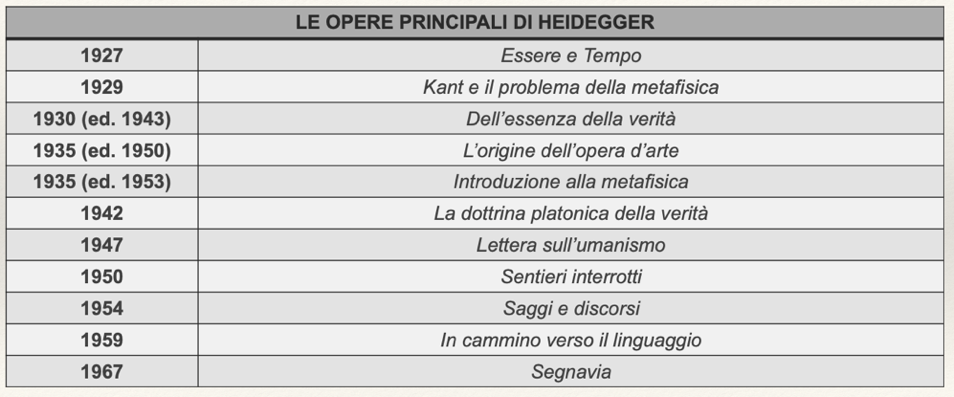 LE OPERE PRINCIPALI DI HEIDEGGER
1927 Essere e Tempo
1929 Kant e il problema della metafisica
1930 (ed. 1943) Dell’essenza della verità
1935 (ed. 1950) L’origine dell’opera d’arte
1935 (ed. 1953) Introduzione alla metafisica
1942 La dottrina platonica della verità
1947 Lettera sull’umanismo
1950 Sentieri interrotti
1954 Saggi e discorsi
1959 In cammino verso il linguaggio
1967 Segnavia